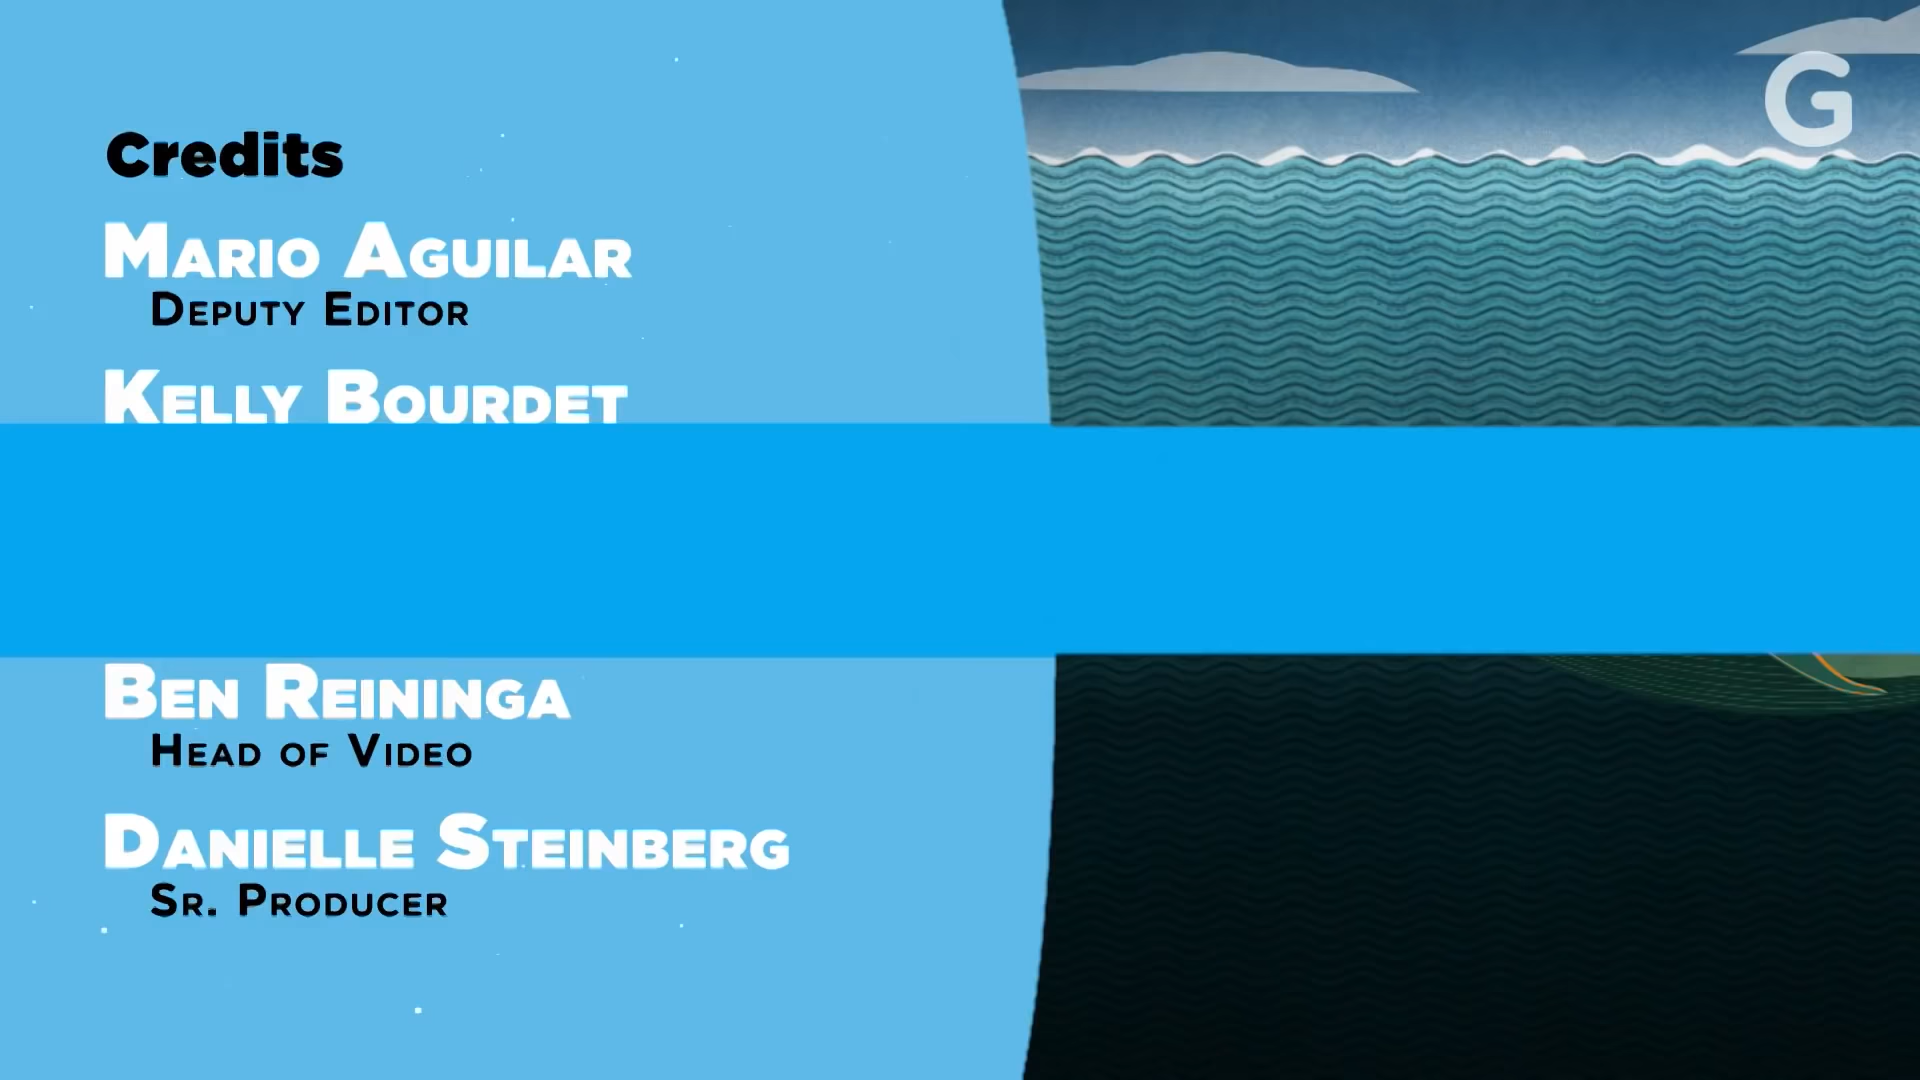 G
Credits
Mario Aguilar
Deputy Editor
Kelly Bourdet
Ben Reininga
Head of Video
Danielle Steinberg
Sr. Producer